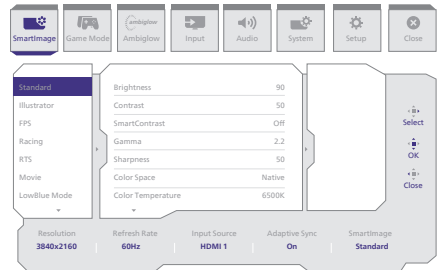 ambiglow
SmartImage Game Mode Ambiglow Input Audio System Setup Close
Standard Brightness 90
Illustrator Contrast 50
FPS SmartContrast Off
Racing Gamma 2.2
RTS Sharpness 50
Movie Color Space Native
LowBlue Mode Color Temperature 6500K
Select
OK
Close
Resolution Refresh Rate Input Source Adaptive Sync SmartImage
3840x2160 60Hz HDMI 1 On Standard